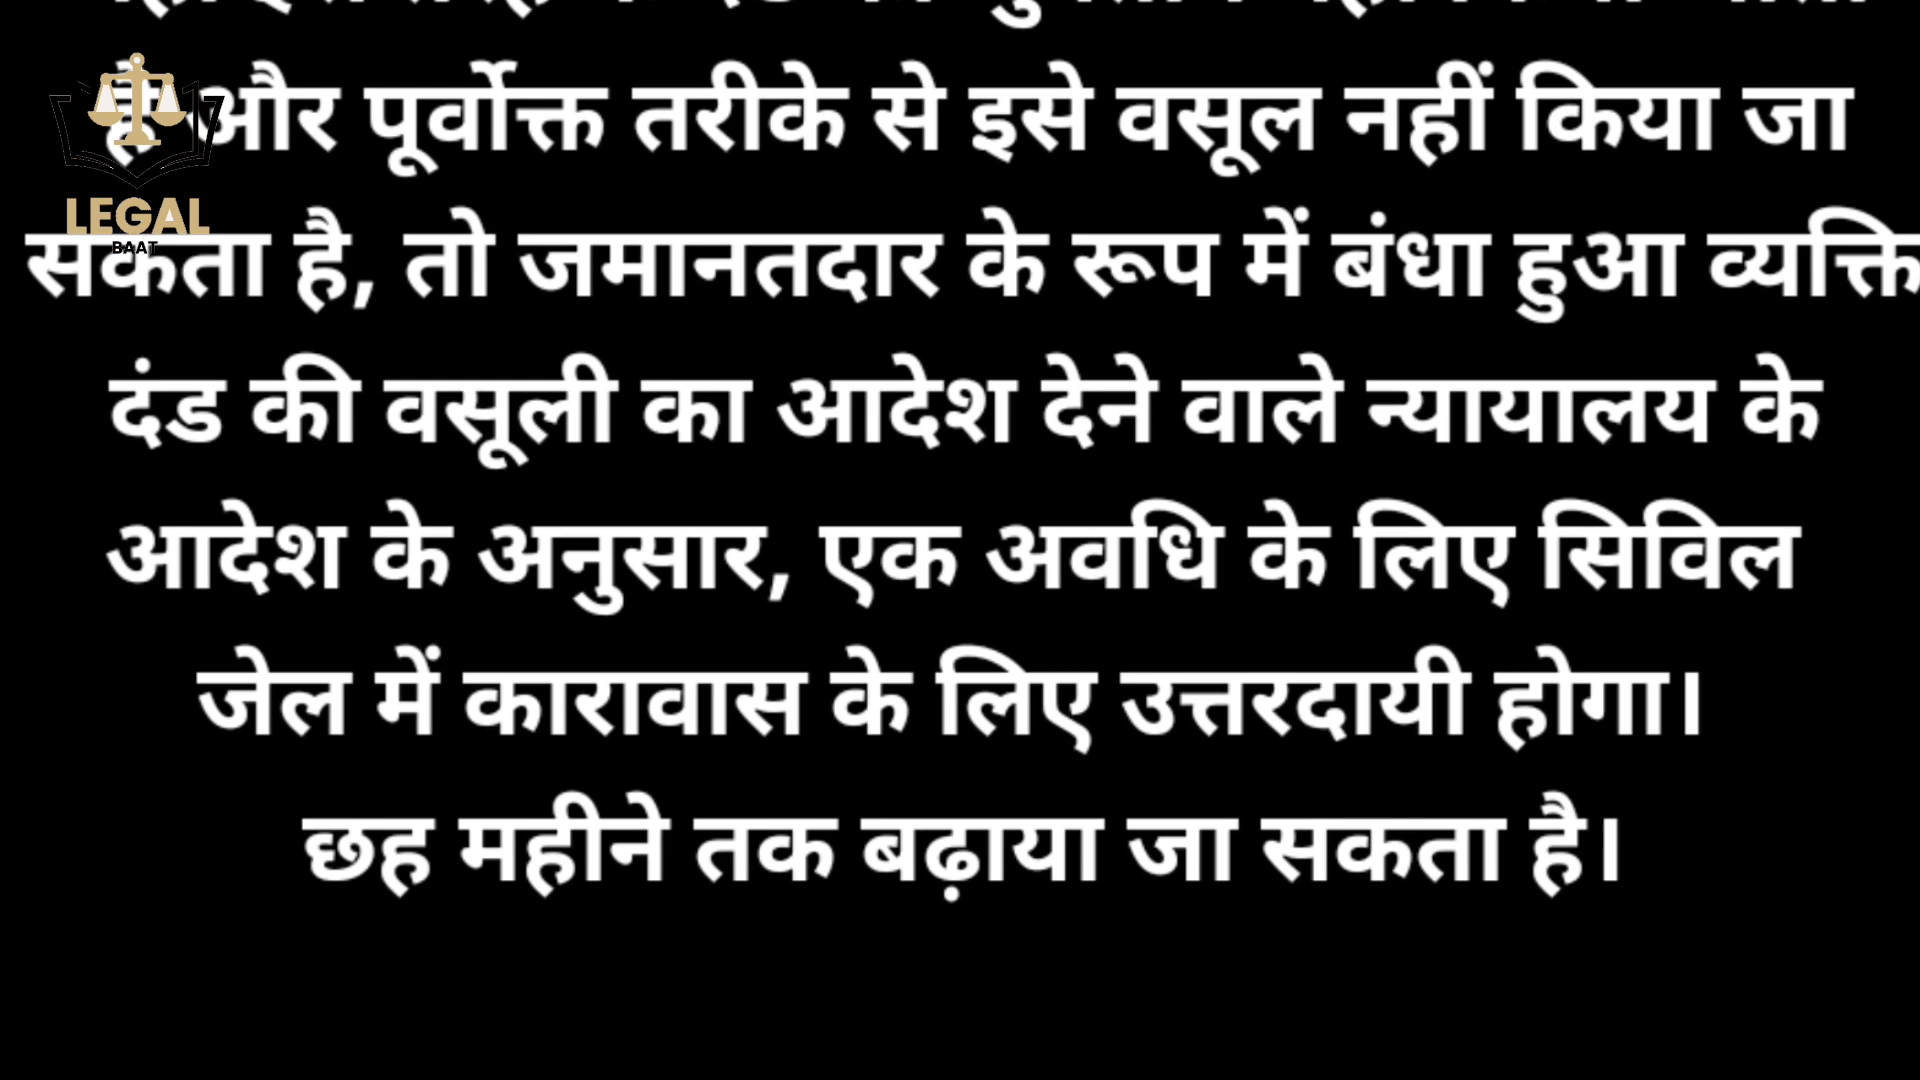 है और पूर्वोक्त तरीके से इसे वसूल नहीं किया जा
LEGAL
BAAT
सकता है, तो जमानतदार के रूप में बंधा हुआ व्यक्ति
दंड की वसूली का आदेश देने वाले न्यायालय के
आदेश के अनुसार, एक अवधि के लिए सिविल
जेल में कारावास के लिए उत्तरदायी होगा।
छह महीने तक बढ़ाया जा सकता है।